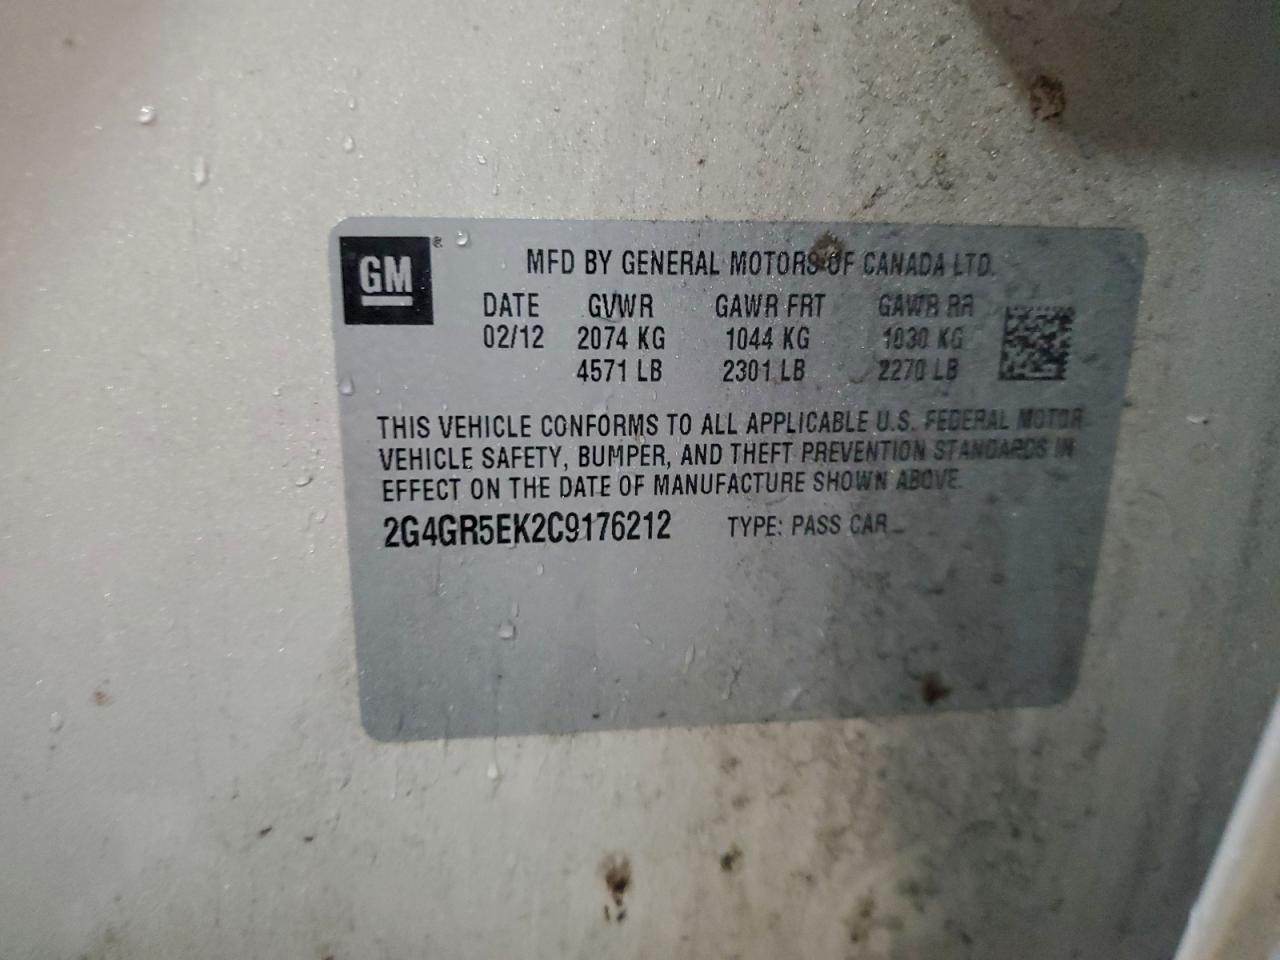 GM ®
MFD BY GENERAL MOTORS OF CANADA LTD.
DATE GVWR GAWR FRT GAWR RR
02/12 2074 KG 1044 KG 1030 KG
4571 LB 2301 LB 2270 LB
THIS VEHICLE CONFORMS TO ALL APPLICABLE U.S. FEDERAL MOTOR
VEHICLE SAFETY, BUMPER, AND THEFT PREVENTION STANDARDS IN
EFFECT ON THE DATE OF MANUFACTURE SHOWN ABOVE.
2G4GR5EK2C9176212 TYPE: PASS CAR